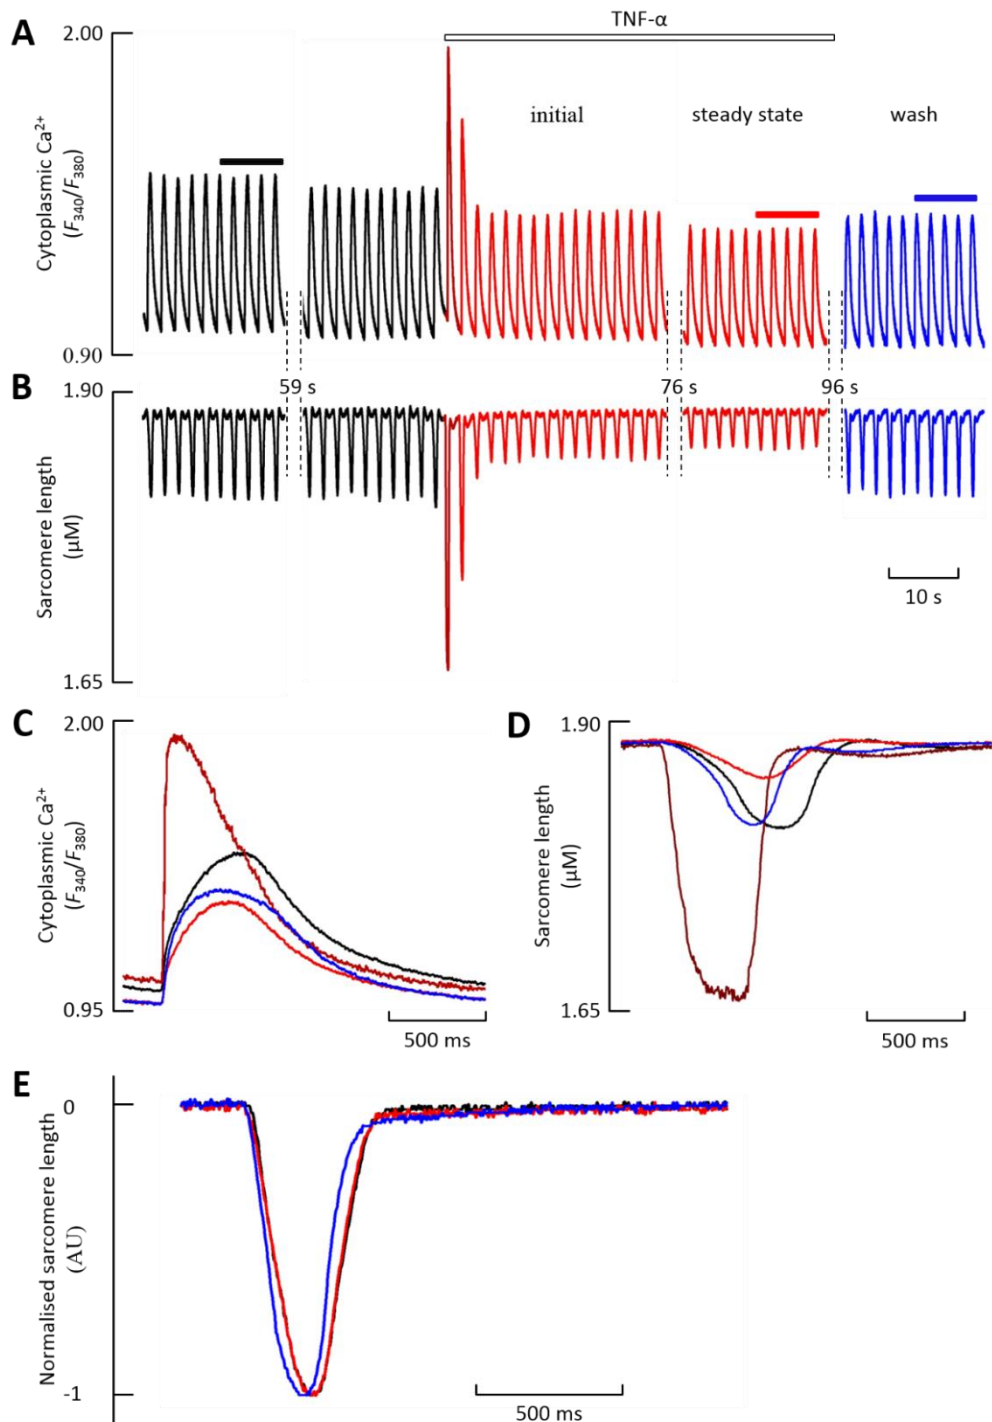 A
TNF-α
2.00
initial
steady state
wash
Cytoplasmic Ca²⁺
(F₃₄₀/F₃₈₀)
0.90
B
1.90
59 s
76 s
96 s
Sarcomere length
(µM)
10 s
1.65
C
2.00
Cytoplasmic Ca²⁺
(F₃₄₀/F₃₈₀)
0.95
500 ms
D
1.90
Sarcomere length
(µM)
1.65
500 ms
E
0
Normalised sarcomere length
(AU)
-1
500 ms